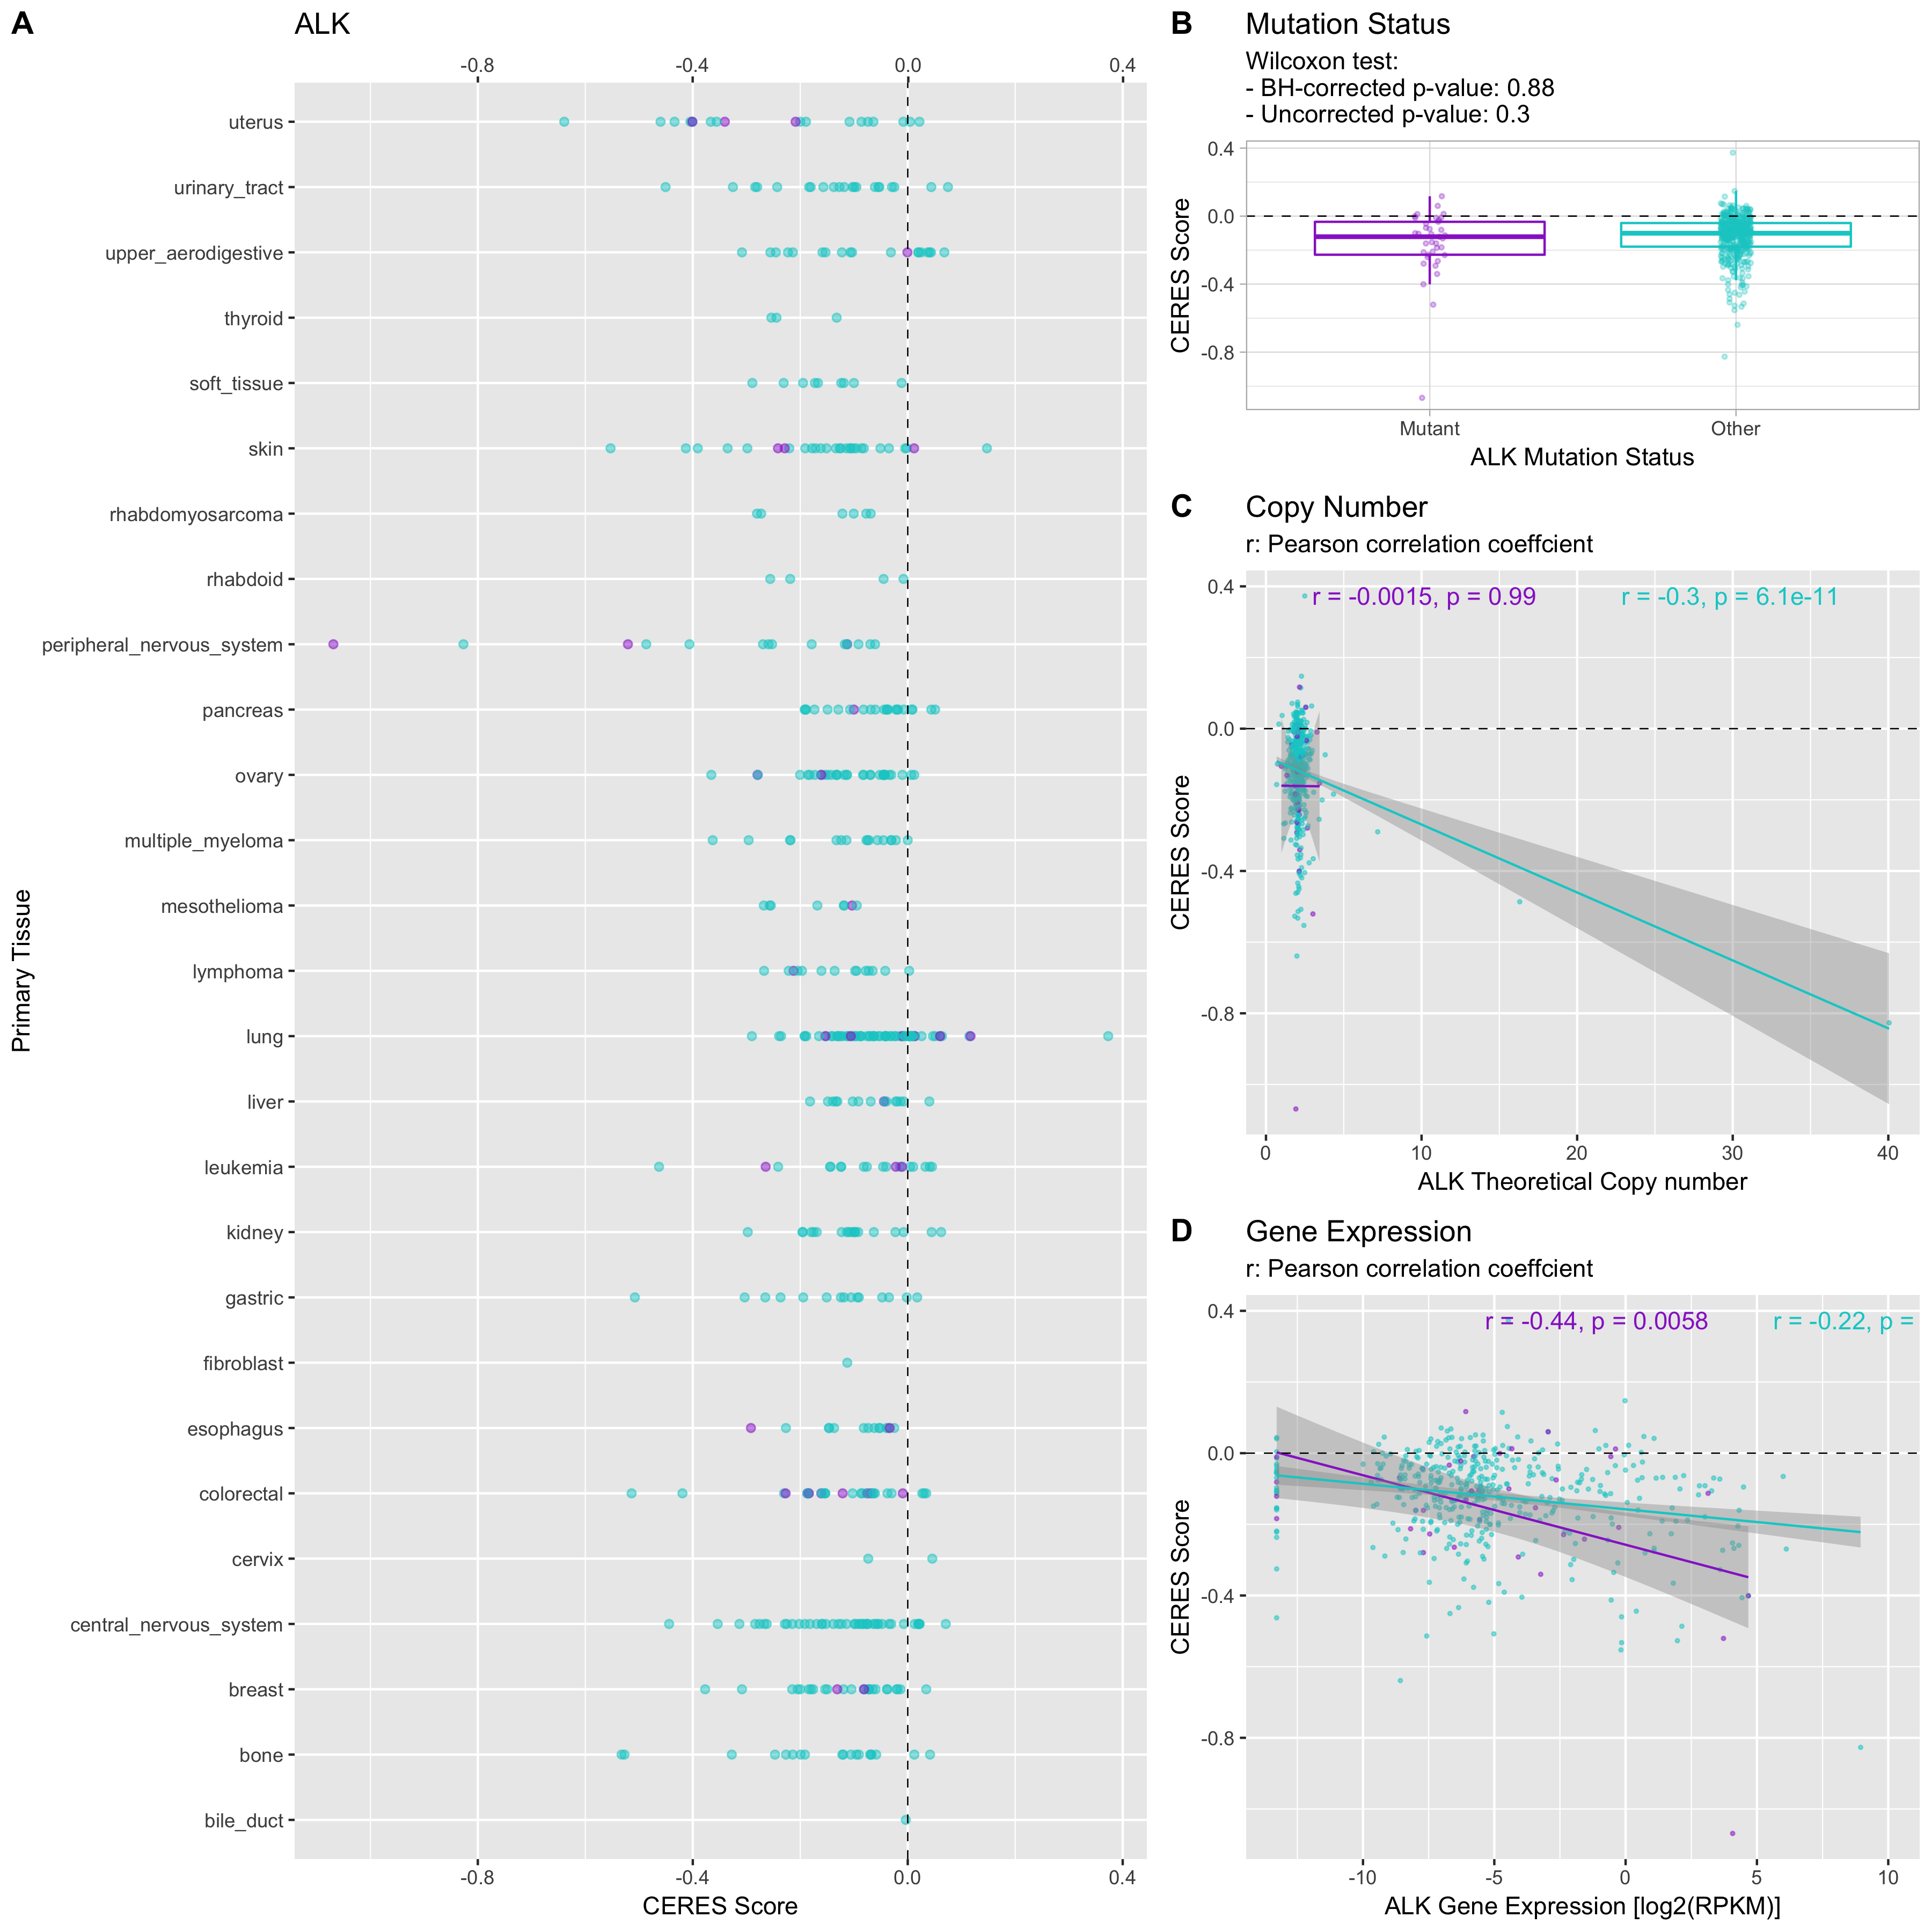 A
ALK
-0.8 -0.4 0.0 0.4
Primary Tissue
uterus
urinary_tract
upper_aerodigestive
thyroid
soft_tissue
skin
rhabdomyosarcoma
rhabdoid
peripheral_nervous_system
pancreas
ovary
multiple_myeloma
mesothelioma
lymphoma
lung
liver
leukemia
kidney
gastric
fibroblast
esophagus
colorectal
cervix
central_nervous_system
breast
bone
bile_duct
-0.8 -0.4 0.0 0.4
CERES Score
B
Mutation Status
Wilcoxon test:
- BH-corrected p-value: 0.88
- Uncorrected p-value: 0.3
CERES Score
0.4
0.0
-0.4
-0.8
Mutant Other
ALK Mutation Status
C
Copy Number
r: Pearson correlation coeffcient
r = -0.0015, p = 0.99 r = -0.3, p = 6.1e-11
CERES Score
0.4
0.0
-0.4
-0.8
0 10 20 30 40
ALK Theoretical Copy number
D
Gene Expression
r: Pearson correlation coeffcient
r = -0.44, p = 0.0058 r = -0.22, p =
CERES Score
0.4
0.0
-0.4
-0.8
-10 -5 0 5 10
ALK Gene Expression [log2(RPKM)]